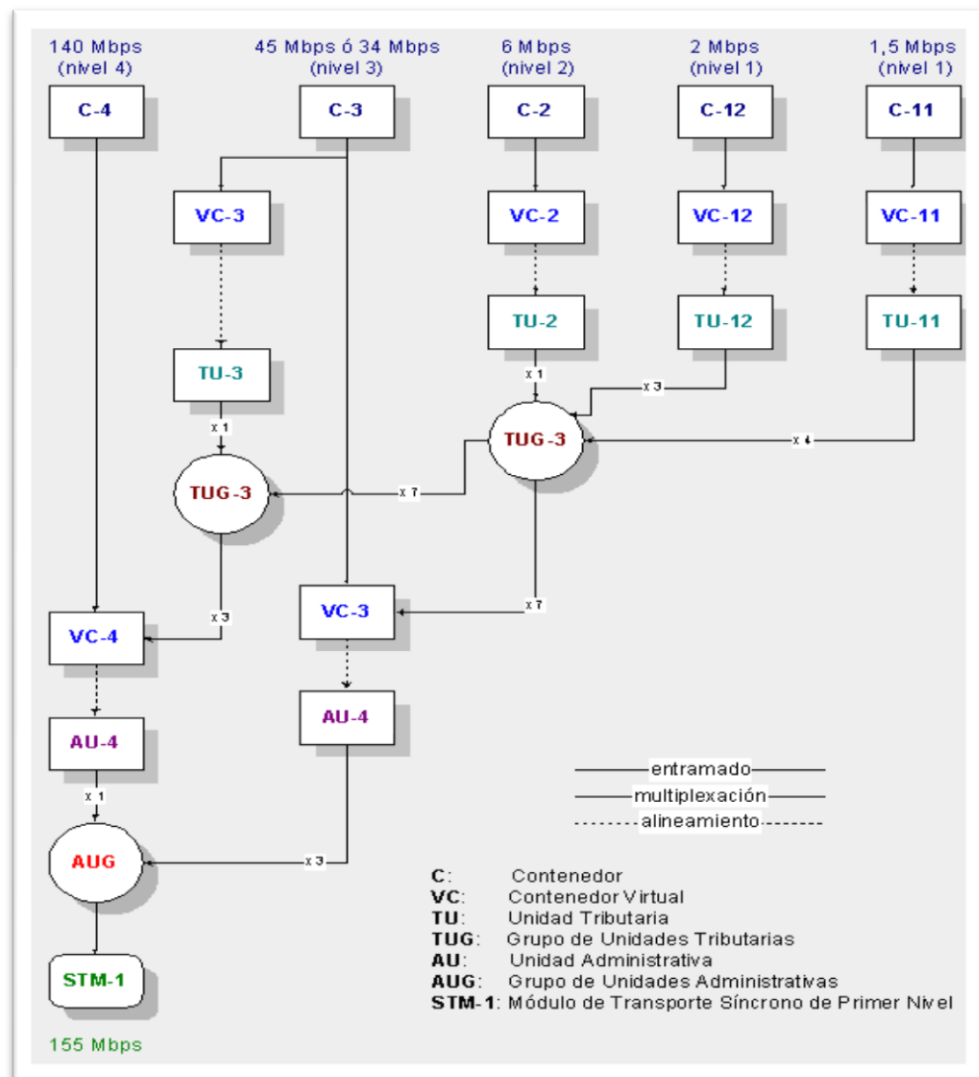 140 Mbps
(nivel 4)
45 Mbps ó 34 Mbps
(nivel 3)
6 Mbps
(nivel 2)
2 Mbps
(nivel 1)
1,5 Mbps
(nivel 1)
C-4
C-3
C-2
C-12
C-11
VC-3
VC-2
VC-12
VC-11
TU-2
TU-12
TU-11
TU-3
x 1
x 3
x 1
TUG-3
x 4
TUG-3
x 7
VC-3
x 7
VC-4
x 3
AU-4
AU-4
x 1
entramado
multiplexación
alineamiento
AUG
x 3
C: Contenedor
VC: Contenedor Virtual
TU: Unidad Tributaria
TUG: Grupo de Unidades Tributarias
AU: Unidad Administrativa
AUG: Grupo de Unidades Administrativas
STM-1: Módulo de Transporte Síncrono de Primer Nivel
STM-1
155 Mbps